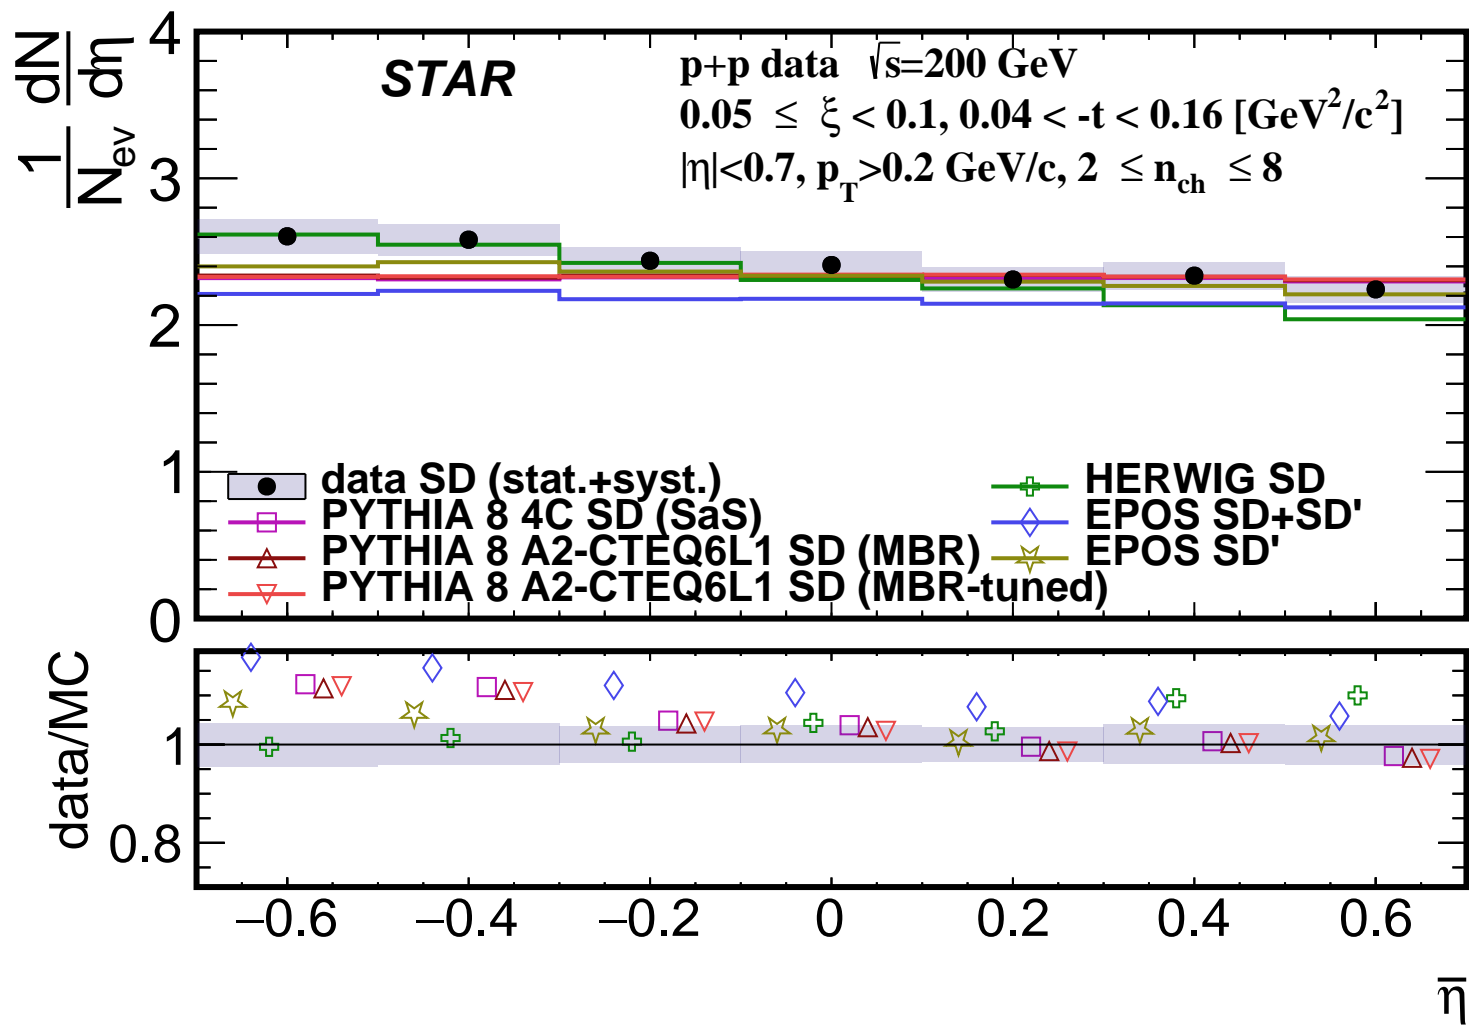 1/N_ev dN/dη
STAR
p+p data √s=200 GeV
0.05 ≤ ξ < 0.1, 0.04 < -t < 0.16 [GeV²/c²]
|η|<0.7, p_T>0.2 GeV/c, 2 ≤ n_ch ≤ 8
4
3
2
1
0
data SD (stat.+syst.)
PYTHIA 8 4C SD (SaS)
PYTHIA 8 A2-CTEQ6L1 SD (MBR)
PYTHIA 8 A2-CTEQ6L1 SD (MBR-tuned)
HERWIG SD
EPOS SD+SD'
EPOS SD'
data/MC
1
0.8
−0.6 −0.4 −0.2 0 0.2 0.4 0.6
η̅